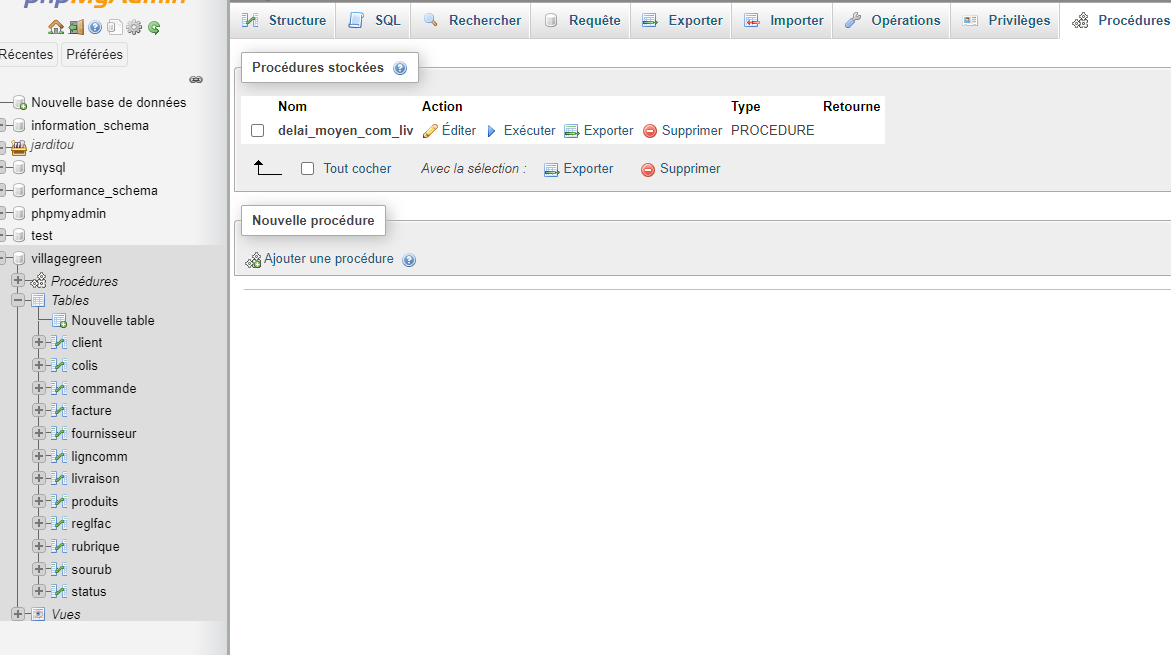 phpMyAdmin
Récentes
Préférées
Nouvelle base de données
information_schema
jarditou
mysql
performance_schema
phpmyadmin
test
villagegreen
Procédures
Tables
Nouvelle table
client
colis
commande
facture
fournisseur
ligncomm
livraison
produits
reglfac
rubrique
sourub
status
Vues
Structure SQL Rechercher Requête Exporter Importer Opérations Privilèges Procédures
Procédures stockées
Nom Action Type Retourne
delai_moyen_com_liv Éditer Exécuter Exporter Supprimer PROCEDURE
Tout cocher Avec la sélection : Exporter Supprimer
Nouvelle procédure
Ajouter une procédure